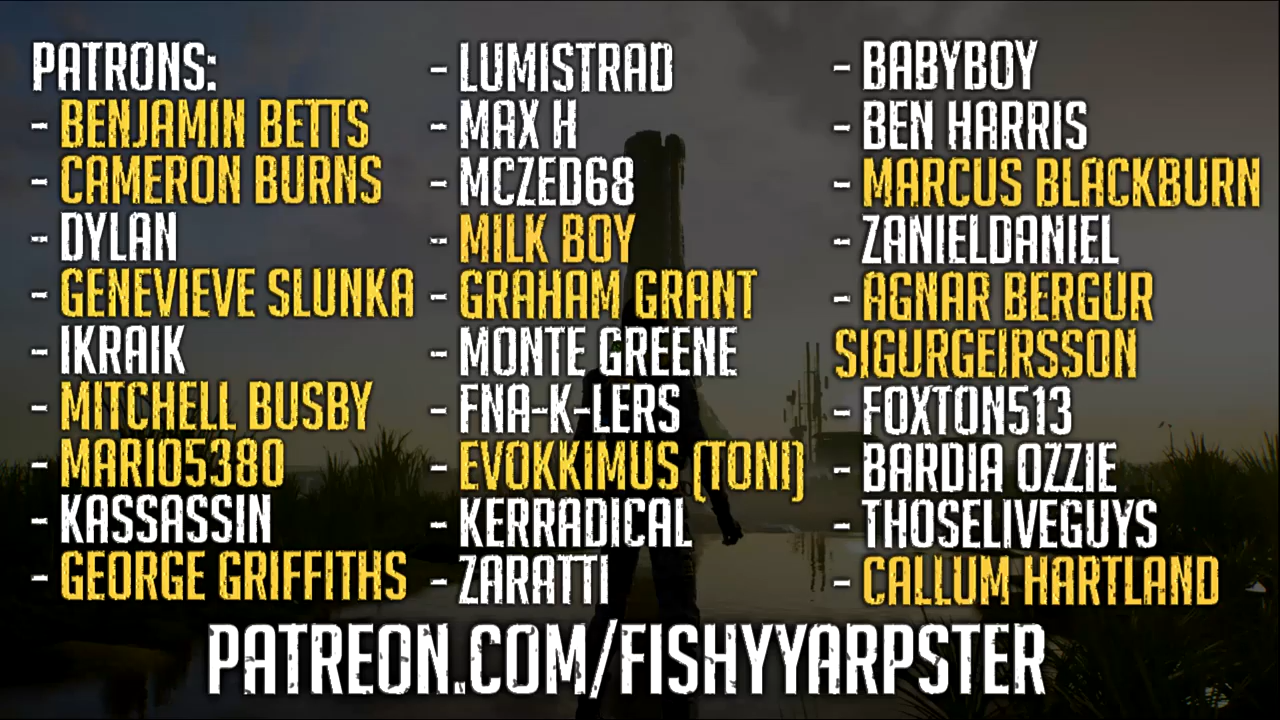 PATRONS:
- BENJAMIN BETTS
- CAMERON BURNS
- DYLAN
- GENEVIEVE SLUNKA
- IKRAIK
- MITCHELL BUSBY
- MARIO5380
- KASSASSIN
- GEORGE GRIFFITHS
- LUMISTRAD
- MAX H
- MCZED68
- MILK BOY
- GRAHAM GRANT
- MONTE GREENE
- FNA-K-LERS
- EVOKKIMUS (TONI)
- KERRADICAL
- ZARATTI
- BABYBOY
- BEN HARRIS
- MARCUS BLACKBURN
- ZANIELDANIEL
- AGNAR BERGUR
SIGURGEIRSSON
- FOXTON513
- BARDIA OZZIE
- THOSELIVEGUYS
- CALLUM HARTLAND
PATREON.COM/FISHYYARPSTER